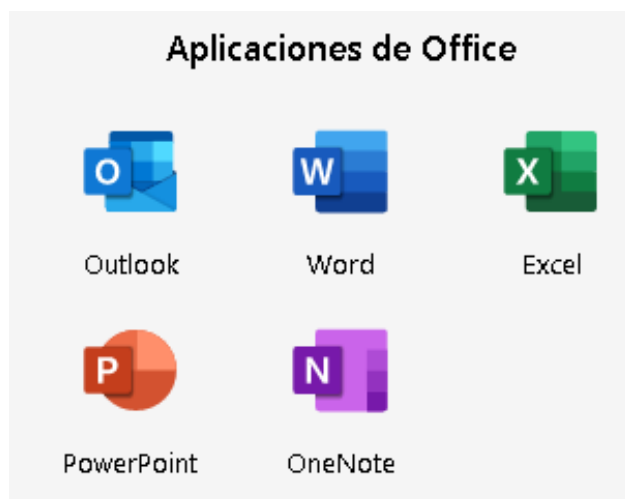 Aplicaciones de Office
O W X
Outlook Word Excel
P N
PowerPoint OneNote